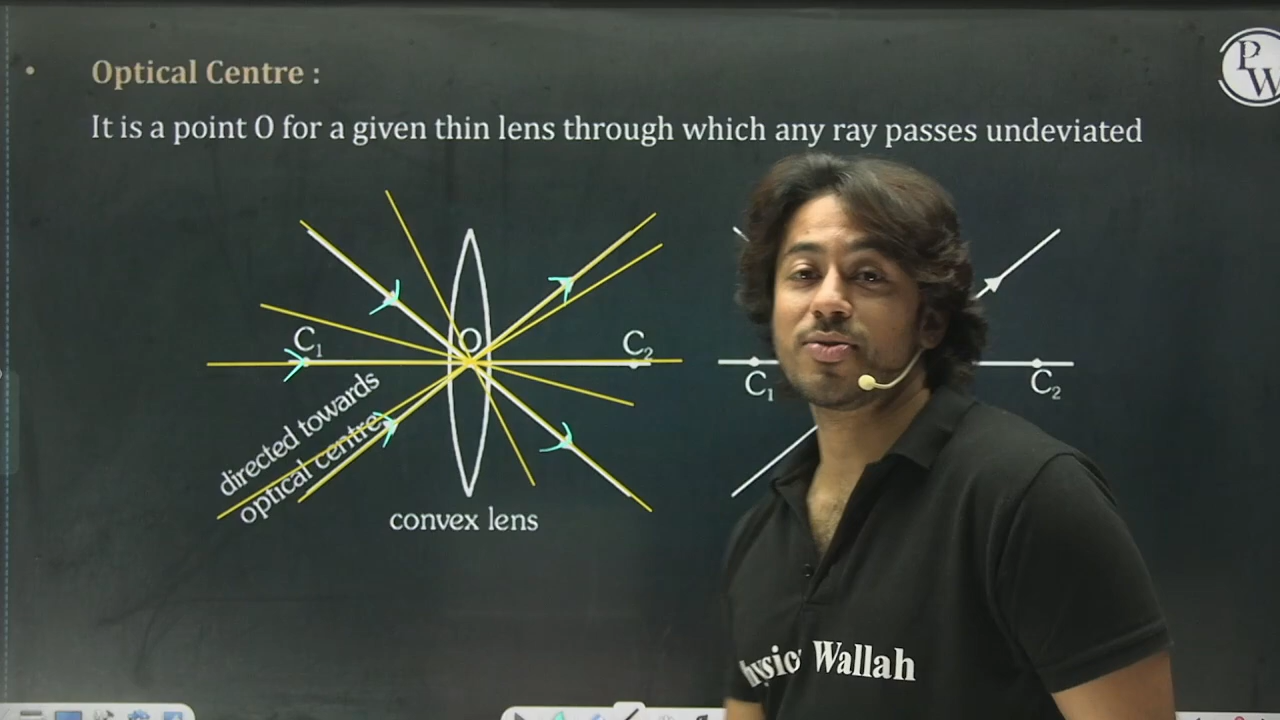 Optical Centre :
It is a point O for a given thin lens through which any ray passes undeviated
PW
O
C1
C2
directed towards
optical centre
convex lens
C1
C2
Physics Wallah